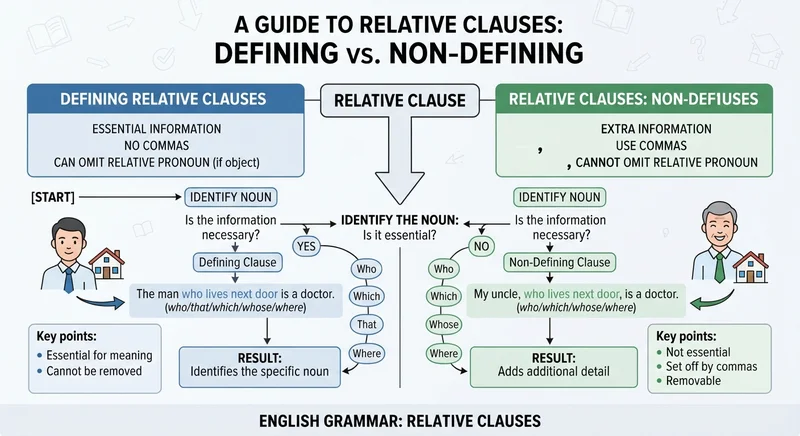 A GUIDE TO RELATIVE CLAUSES:
DEFINING vs. NON-DEFINING
DEFINING RELATIVE CLAUSES
ESSENTIAL INFORMATION
NO COMMAS
CAN OMIT RELATIVE PRONOUN (if object)
RELATIVE CLAUSE
RELATIVE CLAUSES: NON-DEFIUSES
EXTRA INFORMATION
, USE COMMAS
, CANNOT OMIT RELATIVE PRONOUN
[START]
IDENTIFY NOUN
Is the information
necessary?
YES
Defining Clause
The man who lives next door is a doctor.
(who/that/which/whose/where)
Key points:
• Essential for meaning
• Cannot be removed
RESULT:
Identifies the specific noun
IDENTIFY THE NOUN:
Is it essential?
Who
Which
That
Where
IDENTIFY NOUN
Is the information
necessary?
NO
Non-Defining Clause
Who
Which
Whose
Where
My uncle, who lives next door, is a doctor.
(who/which/whose/where)
RESULT:
Adds additional detail
Key points:
• Not essential
• Set off by commas
• Removable
ENGLISH GRAMMAR: RELATIVE CLAUSES